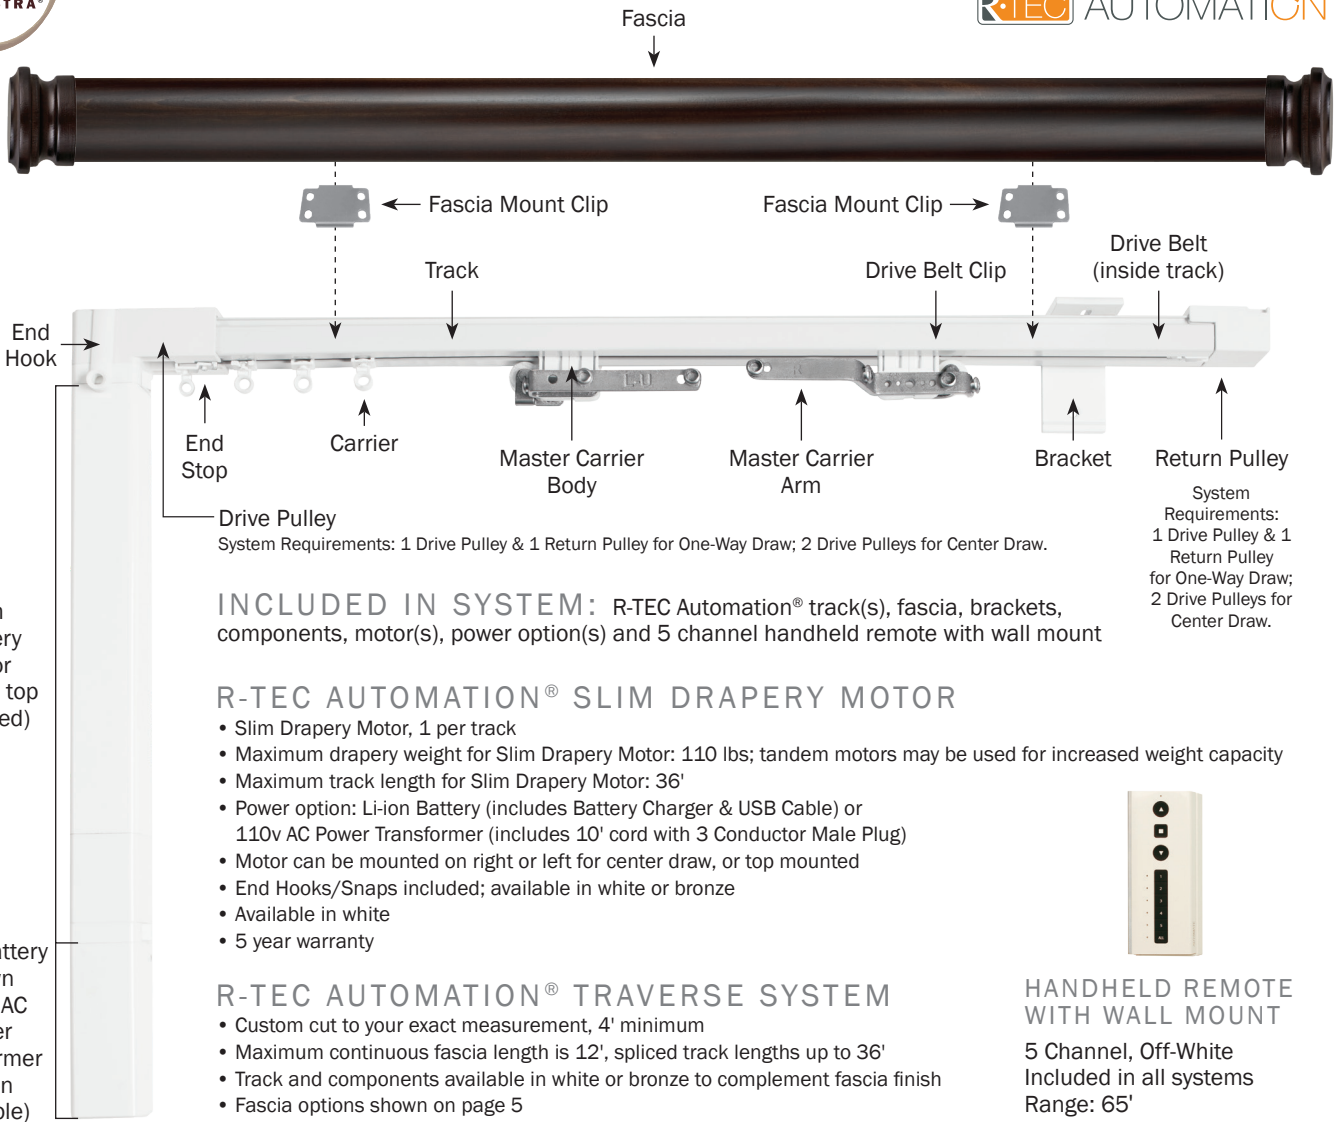 TRA®
R·TEC AUTOMATION
Fascia
Fascia Mount Clip
Fascia Mount Clip
Drive Belt
(inside track)
Track
Drive Belt Clip
End
Hook
End
Stop
Carrier
Master Carrier
Body
Master Carrier
Arm
Bracket
Return Pulley
System
Requirements:
1 Drive Pulley & 1
Return Pulley
for One-Way Draw;
2 Drive Pulleys for
Center Draw.
Drive Pulley
System Requirements: 1 Drive Pulley & 1 Return Pulley for One-Way Draw; 2 Drive Pulleys for Center Draw.
INCLUDED IN SYSTEM: R-TEC Automation® track(s), fascia, brackets,
components, motor(s), power option(s) and 5 channel handheld remote with wall mount
top
R-TEC AUTOMATION® SLIM DRAPERY MOTOR
• Slim Drapery Motor, 1 per track
• Maximum drapery weight for Slim Drapery Motor: 110 lbs; tandem motors may be used for increased weight capacity
• Maximum track length for Slim Drapery Motor: 36'
• Power option: Li-ion Battery (includes Battery Charger & USB Cable) or
110v AC Power Transformer (includes 10' cord with 3 Conductor Male Plug)
• Motor can be mounted on right or left for center draw, or top mounted
• End Hooks/Snaps included; available in white or bronze
• Available in white
• 5 year warranty
AC
R-TEC AUTOMATION® TRAVERSE SYSTEM
• Custom cut to your exact measurement, 4' minimum
• Maximum continuous fascia length is 12', spliced track lengths up to 36'
• Track and components available in white or bronze to complement fascia finish
• Fascia options shown on page 5
HANDHELD REMOTE
WITH WALL MOUNT
5 Channel, Off-White
Included in all systems
Range: 65'